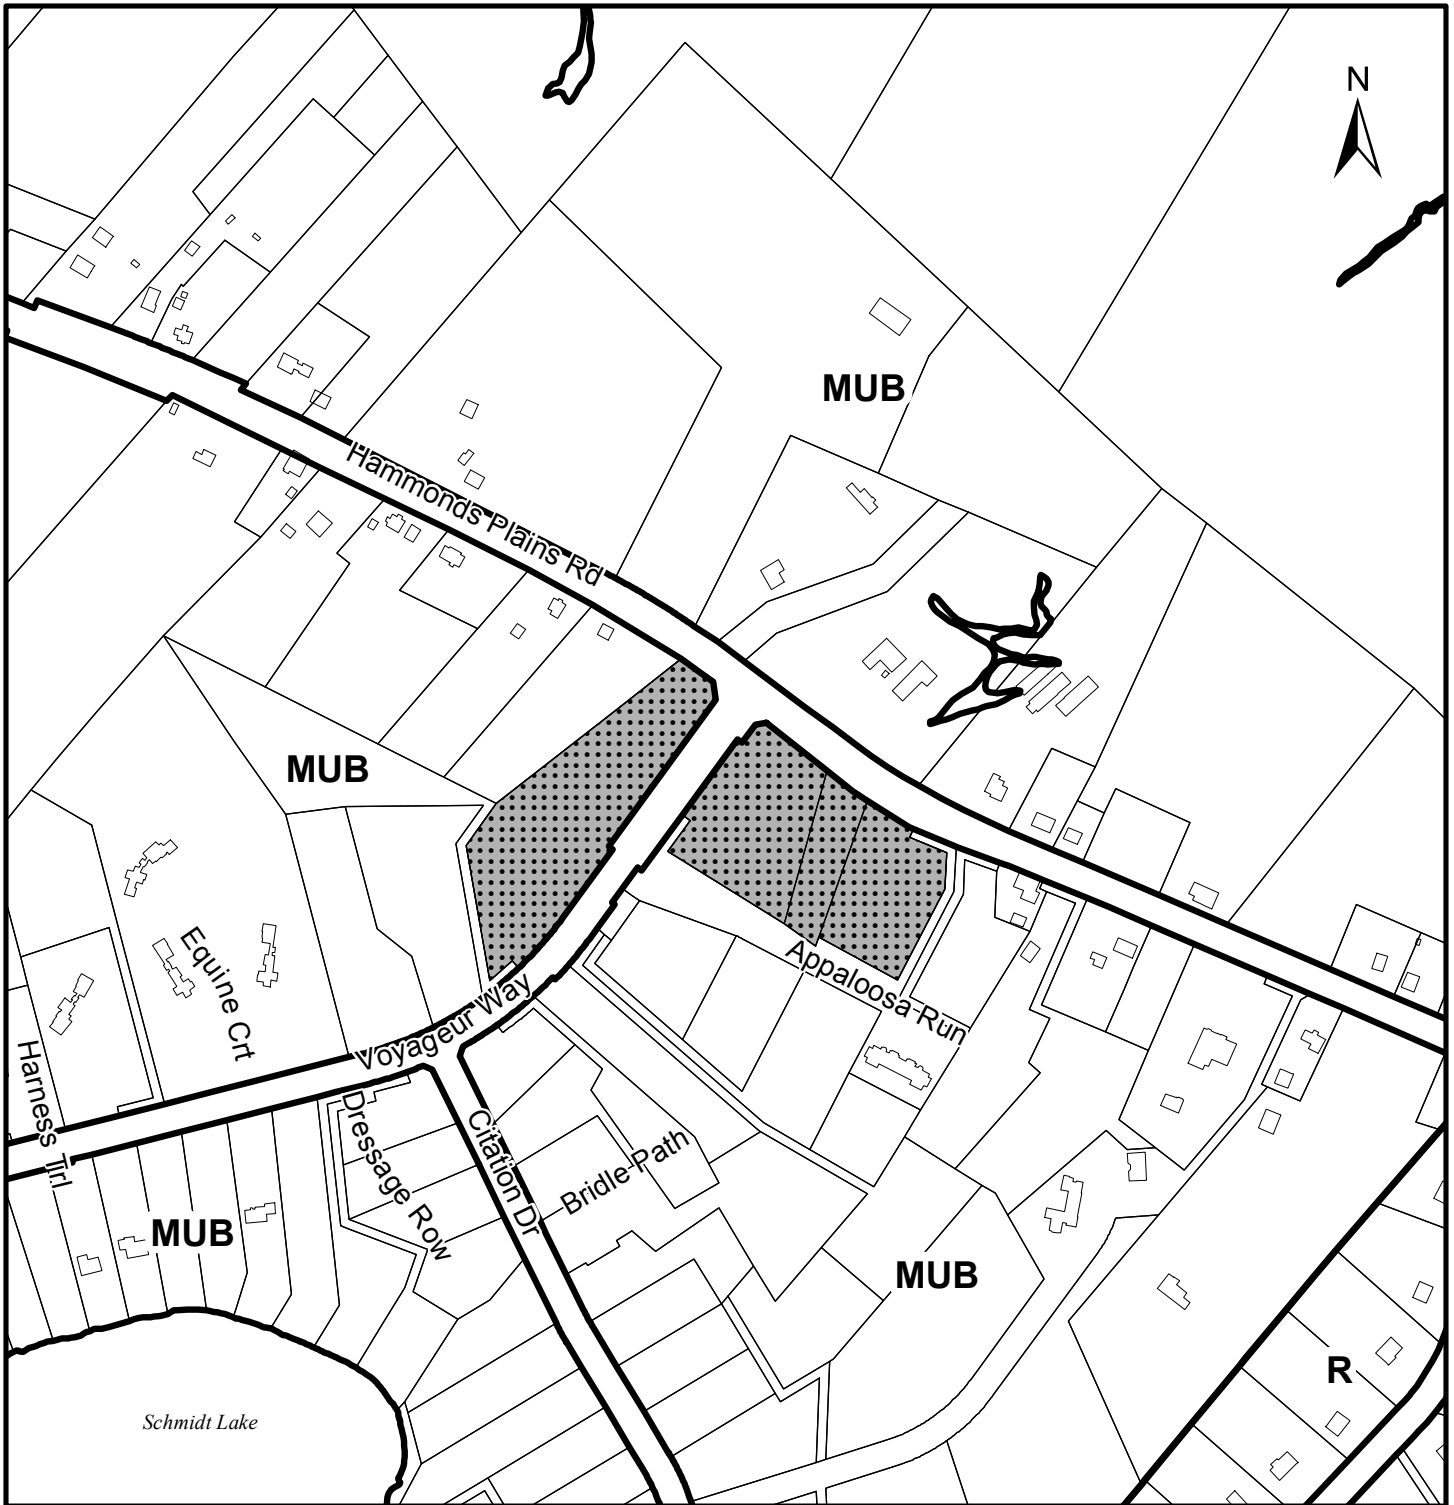 N
MUB
Hammonds Plains Rd
MUB
Appaloosa Run
Equine Crt
Voyageur Way
Harness Trl
Dressage Row
Citation Dr
Bridle Path
MUB
MUB
R
Schmidt Lake